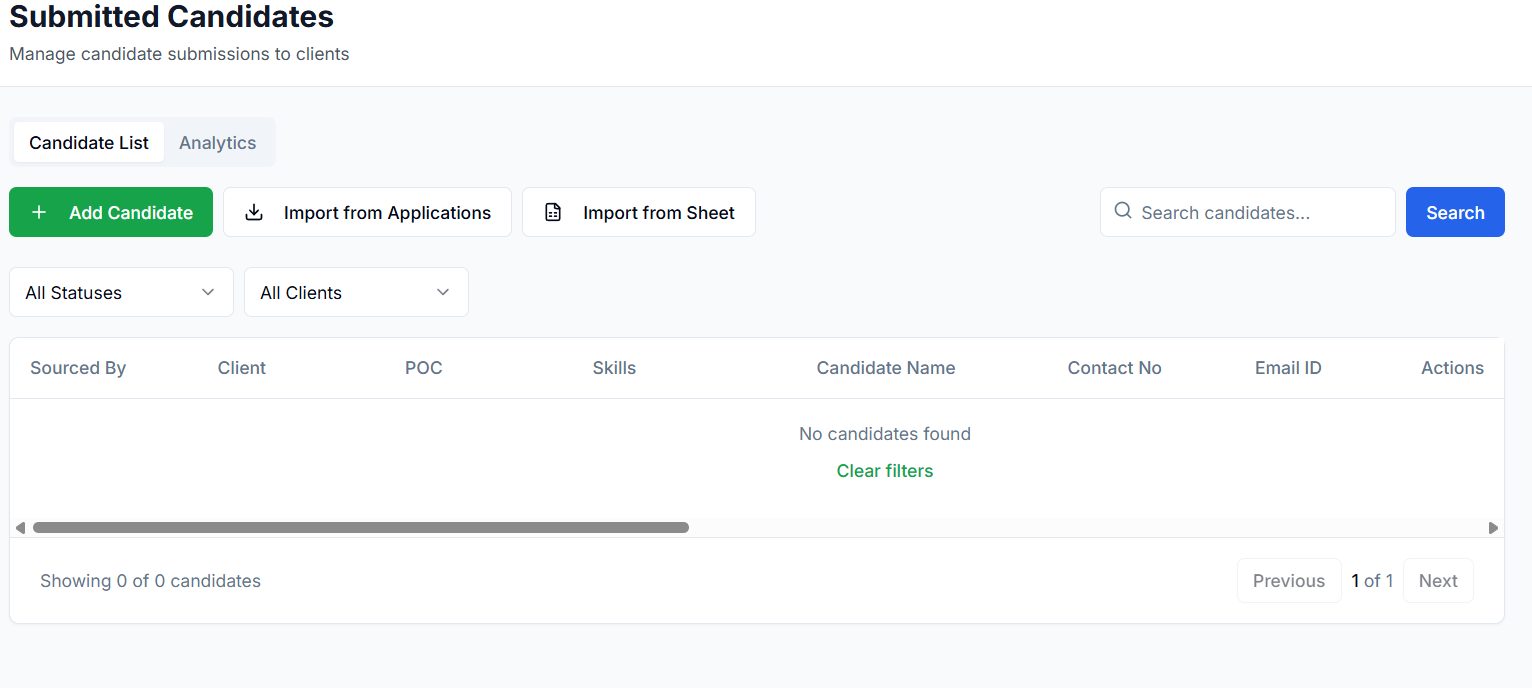 Submitted Candidates
Manage candidate submissions to clients
Candidate List Analytics
Add Candidate Import from Applications Import from Sheet Search candidates... Search
All Statuses All Clients
Sourced By Client POC Skills Candidate Name Contact No Email ID Actions
No candidates found
Clear filters
Showing 0 of 0 candidates Previous 1 of 1 Next